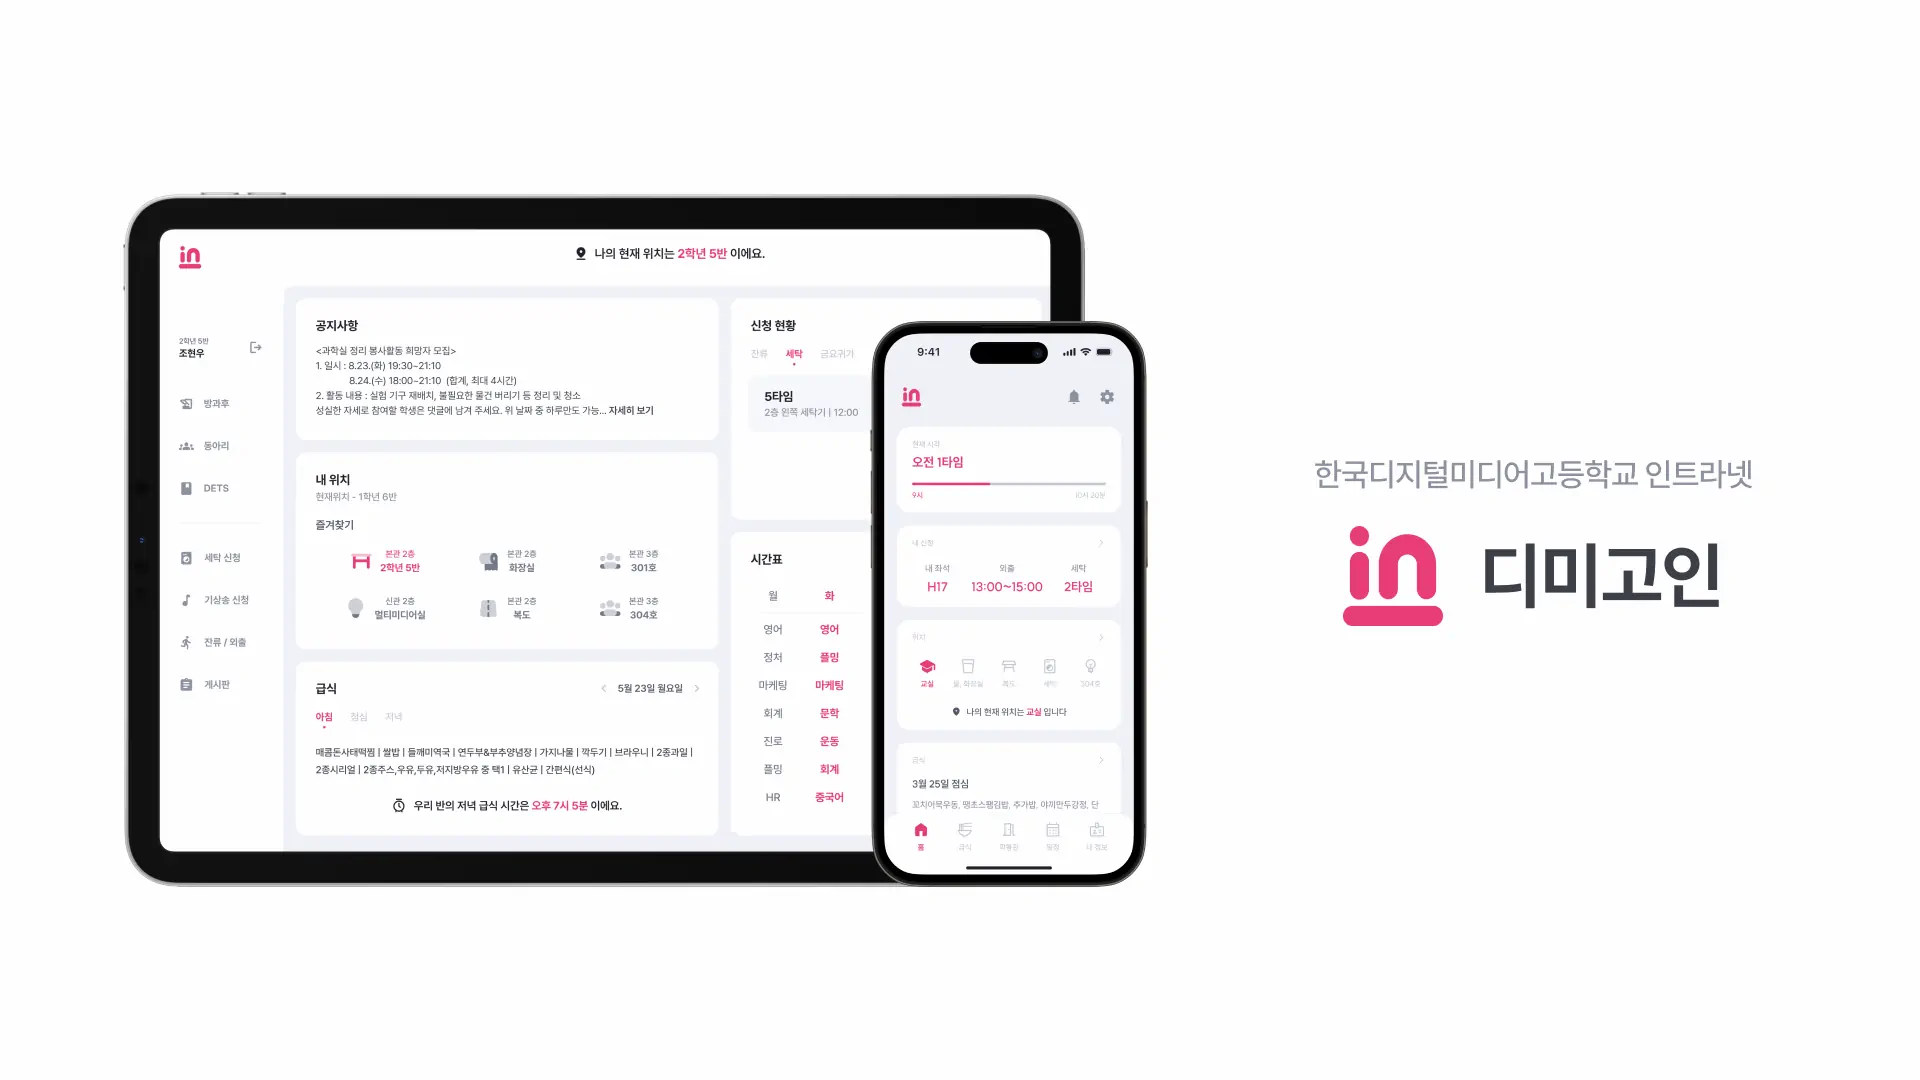 in
나의 현재 위치는 2학년 5반 이에요.
2학년 5반
조현우
방과후
동아리
DETS
세탁 신청
기상송 신청
잔류 / 외출
게시판
공지사항
<과학실 정리 봉사활동 희망자 모집>
1. 일시 : 8.23.(화) 19:30~21:10
8.24.(수) 18:00~21:10 (합계, 최대 4시간)
2. 활동 내용 : 실험 기구 재배치, 불필요한 물건 버리기 등 정리 및 청소
성실한 자세로 참여할 학생은 댓글에 남겨 주세요. 위 날짜 중 하루만도 가능... 자세히 보기
내 위치
현재위치 - 1학년 6반
즐겨찾기
본관 2층
2학년 5반
본관 2층
화장실
본관 3층
301호
신관 2층
멀티미디어실
본관 2층
복도
본관 3층
304호
급식
5월 23일 월요일
아침 점심 저녁
매콤돈사태떡찜 | 쌀밥 | 들깨미역국 | 연두부&부추양념장 | 가지나물 | 깍두기 | 브라우니 | 2종과일 |
2종시리얼 | 2종주스,우유,두유,저지방우유 중 택1 | 유산균 | 간편식(선식)
우리 반의 저녁 급식 시간은 오후 7시 5분 이에요.
신청 현황
잔류 세탁 금요귀가
5타임
2층 왼쪽 세탁기 | 12:00
시간표
월 화
영어 영어
정처 플밍
마케팅 마케팅
회계 문학
진로 운동
플밍 회계
HR 중국어
9:41
in
현재 시각
오전 1타임
9시 10시 20분
내 신청
내 좌석 외출 세탁
H17 13:00~15:00 2타임
위치
교실 물, 화장실 복도 세탁 304호
나의 현재 위치는 교실 입니다
급식
3월 25일 점심
꼬치어묵우동, 땡초스팸김밥, 추가밥, 야끼만두강정, 단
홈 급식 일정 내 정보
한국디지털미디어고등학교 인트라넷
in 디미고인